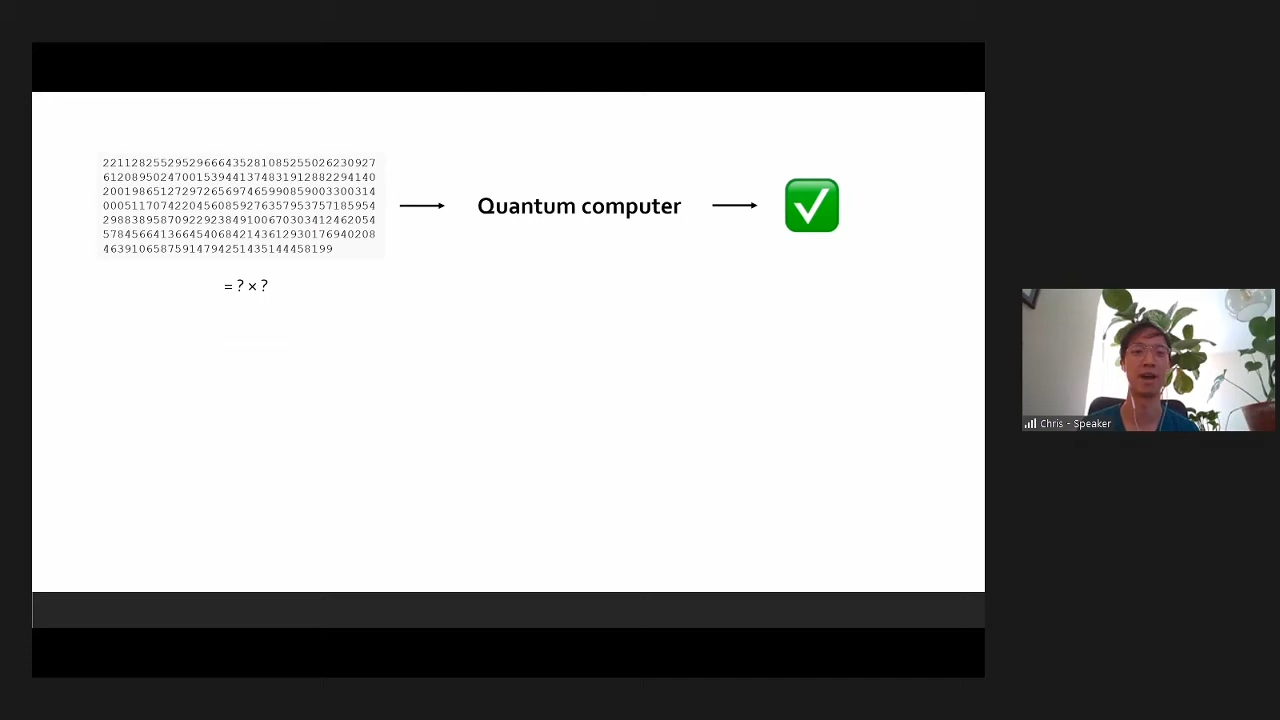 22112825529529666435281085255026230927
61208950247001539441374831912882294140
20019865127297265697465990859003300314
00051170742204560859276357953757185954
29883895870922923849100670303412462054
57845664136645406842143612930176940208
46391065875914794251435144458199
= ? × ?
Quantum computer
Chris - Speaker